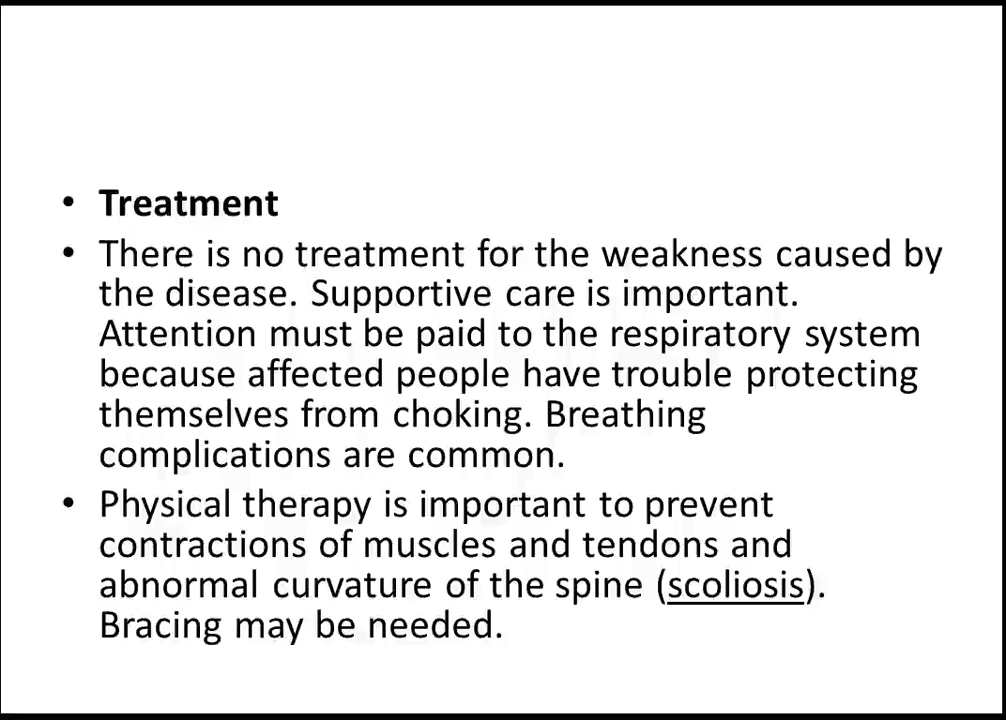 • Treatment
• There is no treatment for the weakness caused by
the disease. Supportive care is important.
Attention must be paid to the respiratory system
because affected people have trouble protecting
themselves from choking. Breathing
complications are common.
• Physical therapy is important to prevent
contractions of muscles and tendons and
abnormal curvature of the spine (scoliosis).
Bracing may be needed.